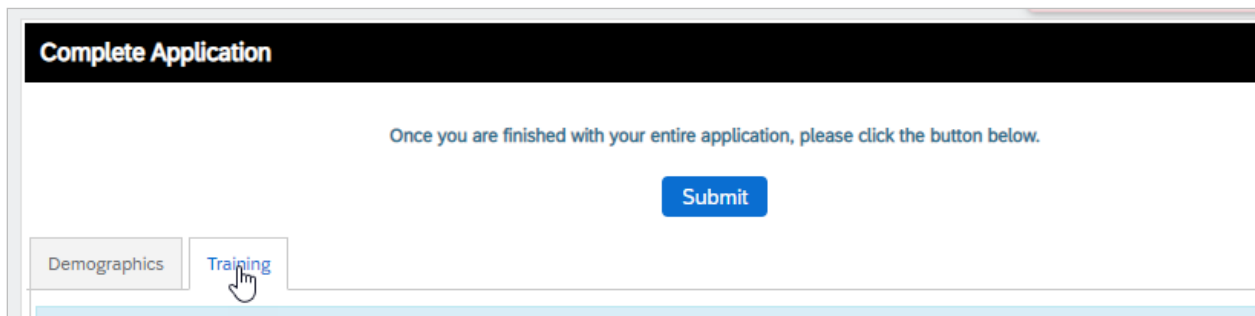 Complete Application
Once you are finished with your entire application, please click the button below.
Submit
Demographics
Training